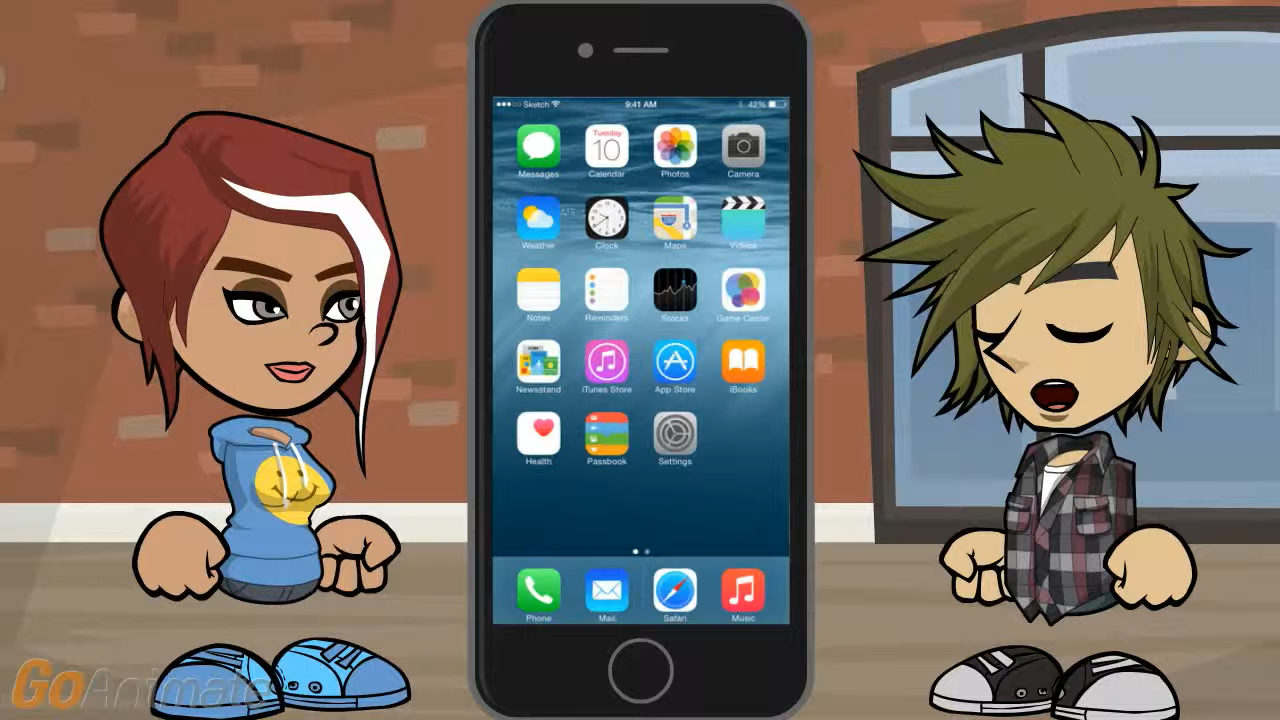 Sketch 9:41 AM 42%
Tuesday
10
Messages Calendar Photos Camera
Weather Clock Maps Videos
Notes Reminders Stocks Game Center
Newsstand iTunes Store App Store iBooks
Health Passbook Settings
Phone Mail Safari Music
GoAnimate